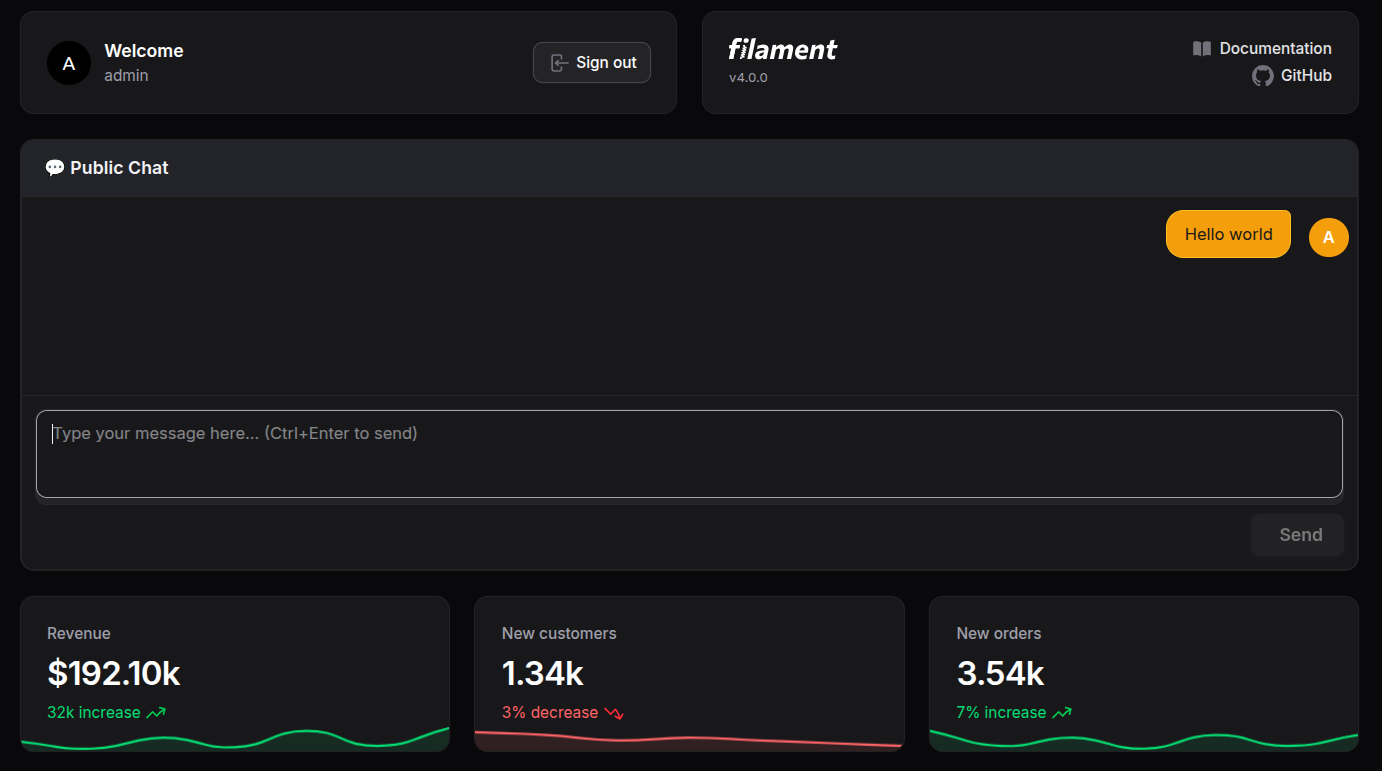 A
Welcome
admin
Sign out
filament
v4.0.0
Documentation
GitHub
💬 Public Chat
Hello world
A
Type your message here... (Ctrl+Enter to send)
Send
Revenue
$192.10k
32k increase
New customers
1.34k
3% decrease
New orders
3.54k
7% increase